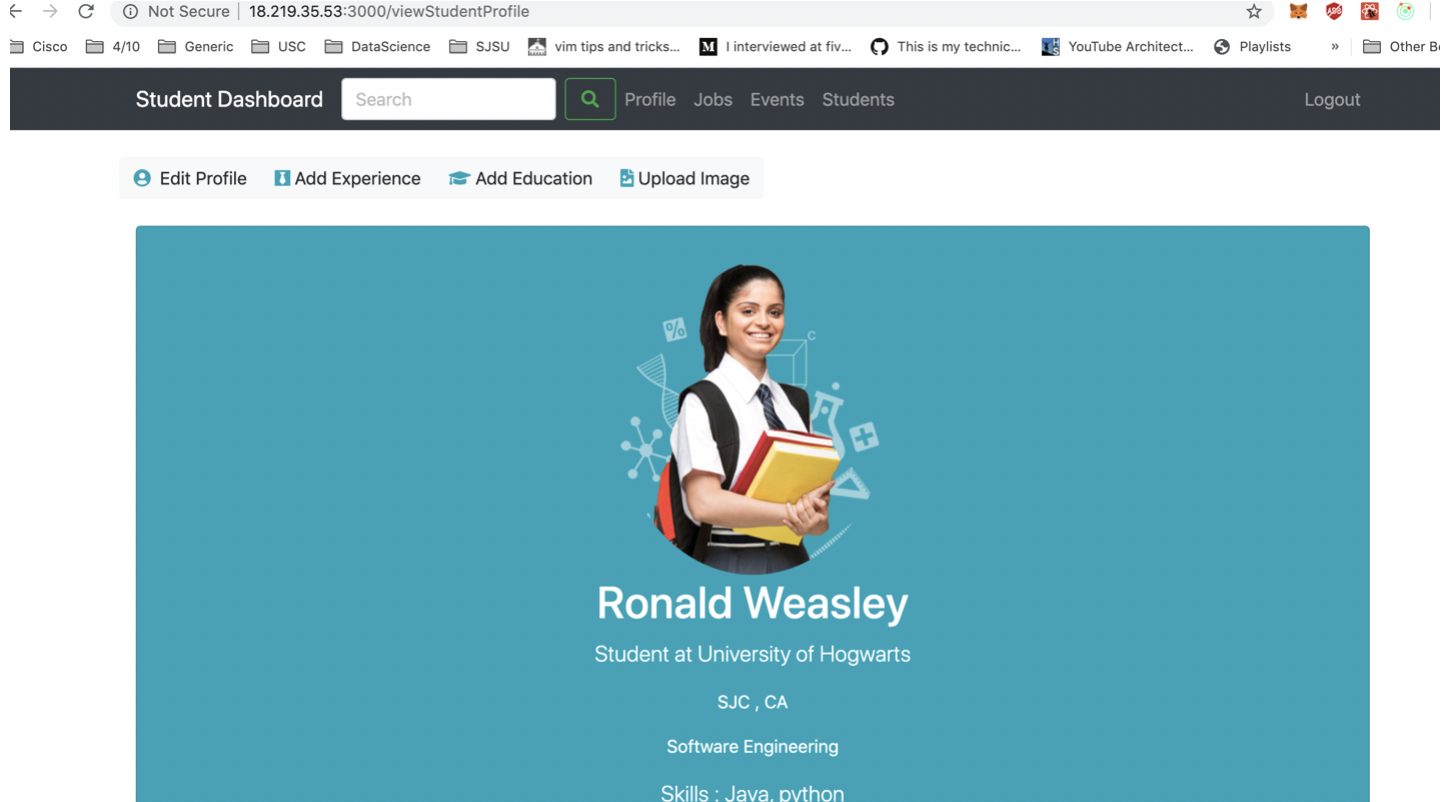 Not Secure | 18.219.35.53:3000/viewStudentProfile
Cisco 4/10 Generic USC DataScience SJSU vim tips and tricks... I interviewed at fiv... This is my technic... YouTube Architect... Playlists » Other
Student Dashboard Search Profile Jobs Events Students Logout
Edit Profile Add Experience Add Education Upload Image
%
C
Ronald Weasley
Student at University of Hogwarts
SJC , CA
Software Engineering
Skills : Java, python